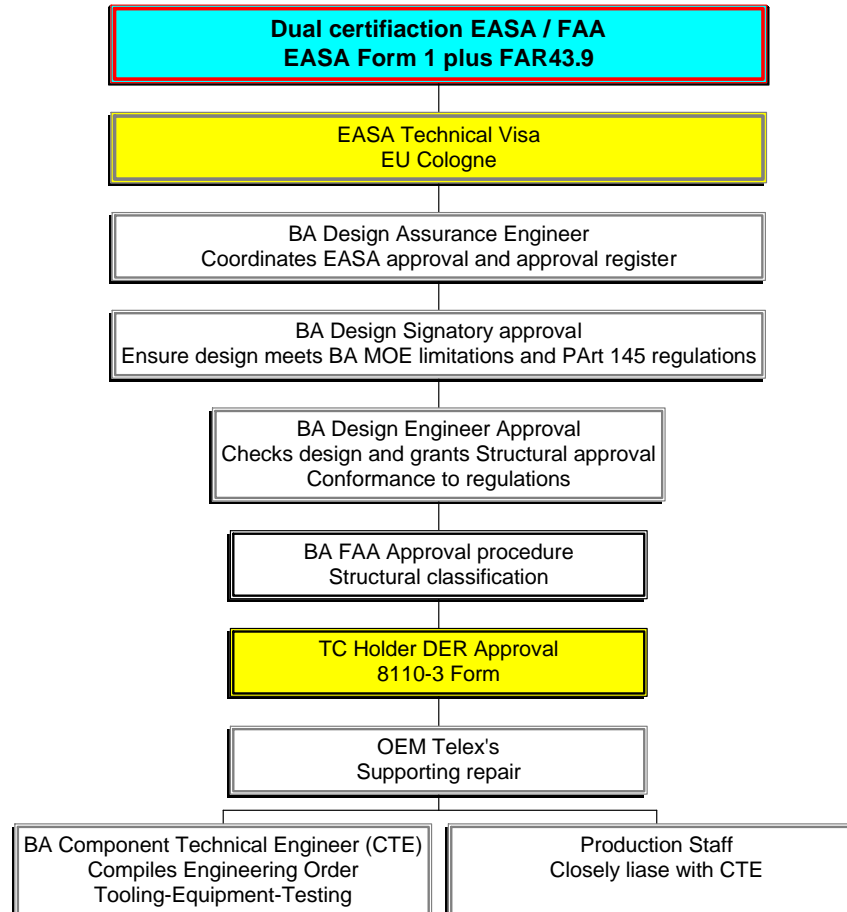 Dual certifiaction EASA / FAA
EASA Form 1 plus FAR43.9
EASA Technical Visa
EU Cologne
BA Design Assurance Engineer
Coordinates EASA approval and approval register
BA Design Signatory approval
Ensure design meets BA MOE limitations and PArt 145 regulations
BA Design Engineer Approval
Checks design and grants Structural approval
Conformance to regulations
BA FAA Approval procedure
Structural classification
TC Holder DER Approval
8110-3 Form
OEM Telex's
Supporting repair
BA Component Technical Engineer (CTE)
Compiles Engineering Order
Tooling-Equipment-Testing
Production Staff
Closely liase with CTE